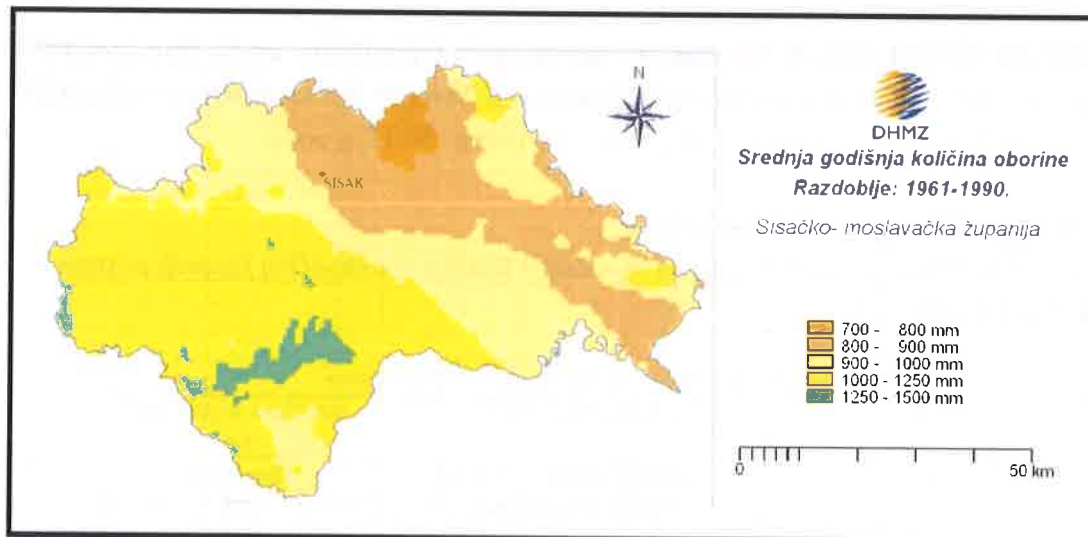 N
SISAK
DHMZ
Srednja godišnja količina oborine
Razdoblje: 1961-1990.
Sisačko- moslavačka županija
700 - 800 mm
800 - 900 mm
900 - 1000 mm
1000 - 1250 mm
1250 - 1500 mm
0 50 km